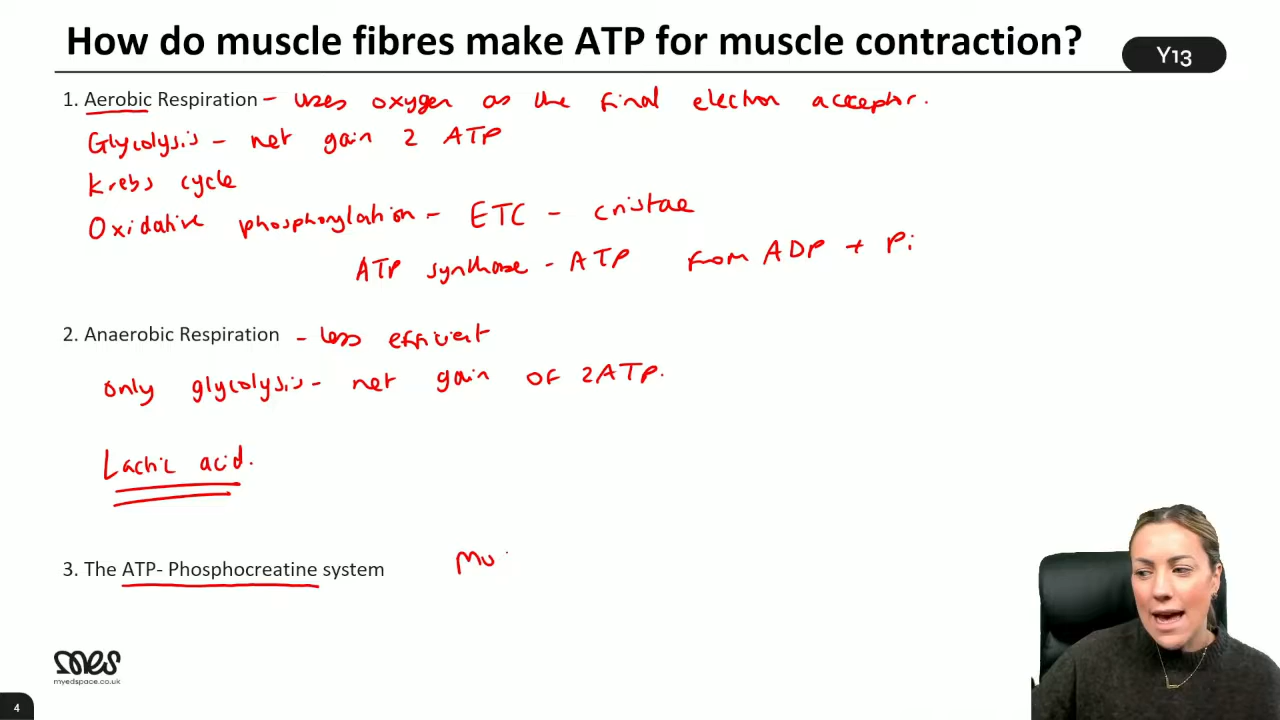 How do muscle fibres make ATP for muscle contraction?
Y13
1. Aerobic Respiration - uses oxygen as the final electron acceptor.
Glycolysis - net gain 2 ATP
Krebs cycle
Oxidative phosphorylation - ETC - cristae
ATP synthase - ATP from ADP + Pi
2. Anaerobic Respiration - less efficient
only glycolysis - net gain of 2ATP.
Lactic acid.
3. The ATP- Phosphocreatine system Mu
mes
myedspace.co.uk
4